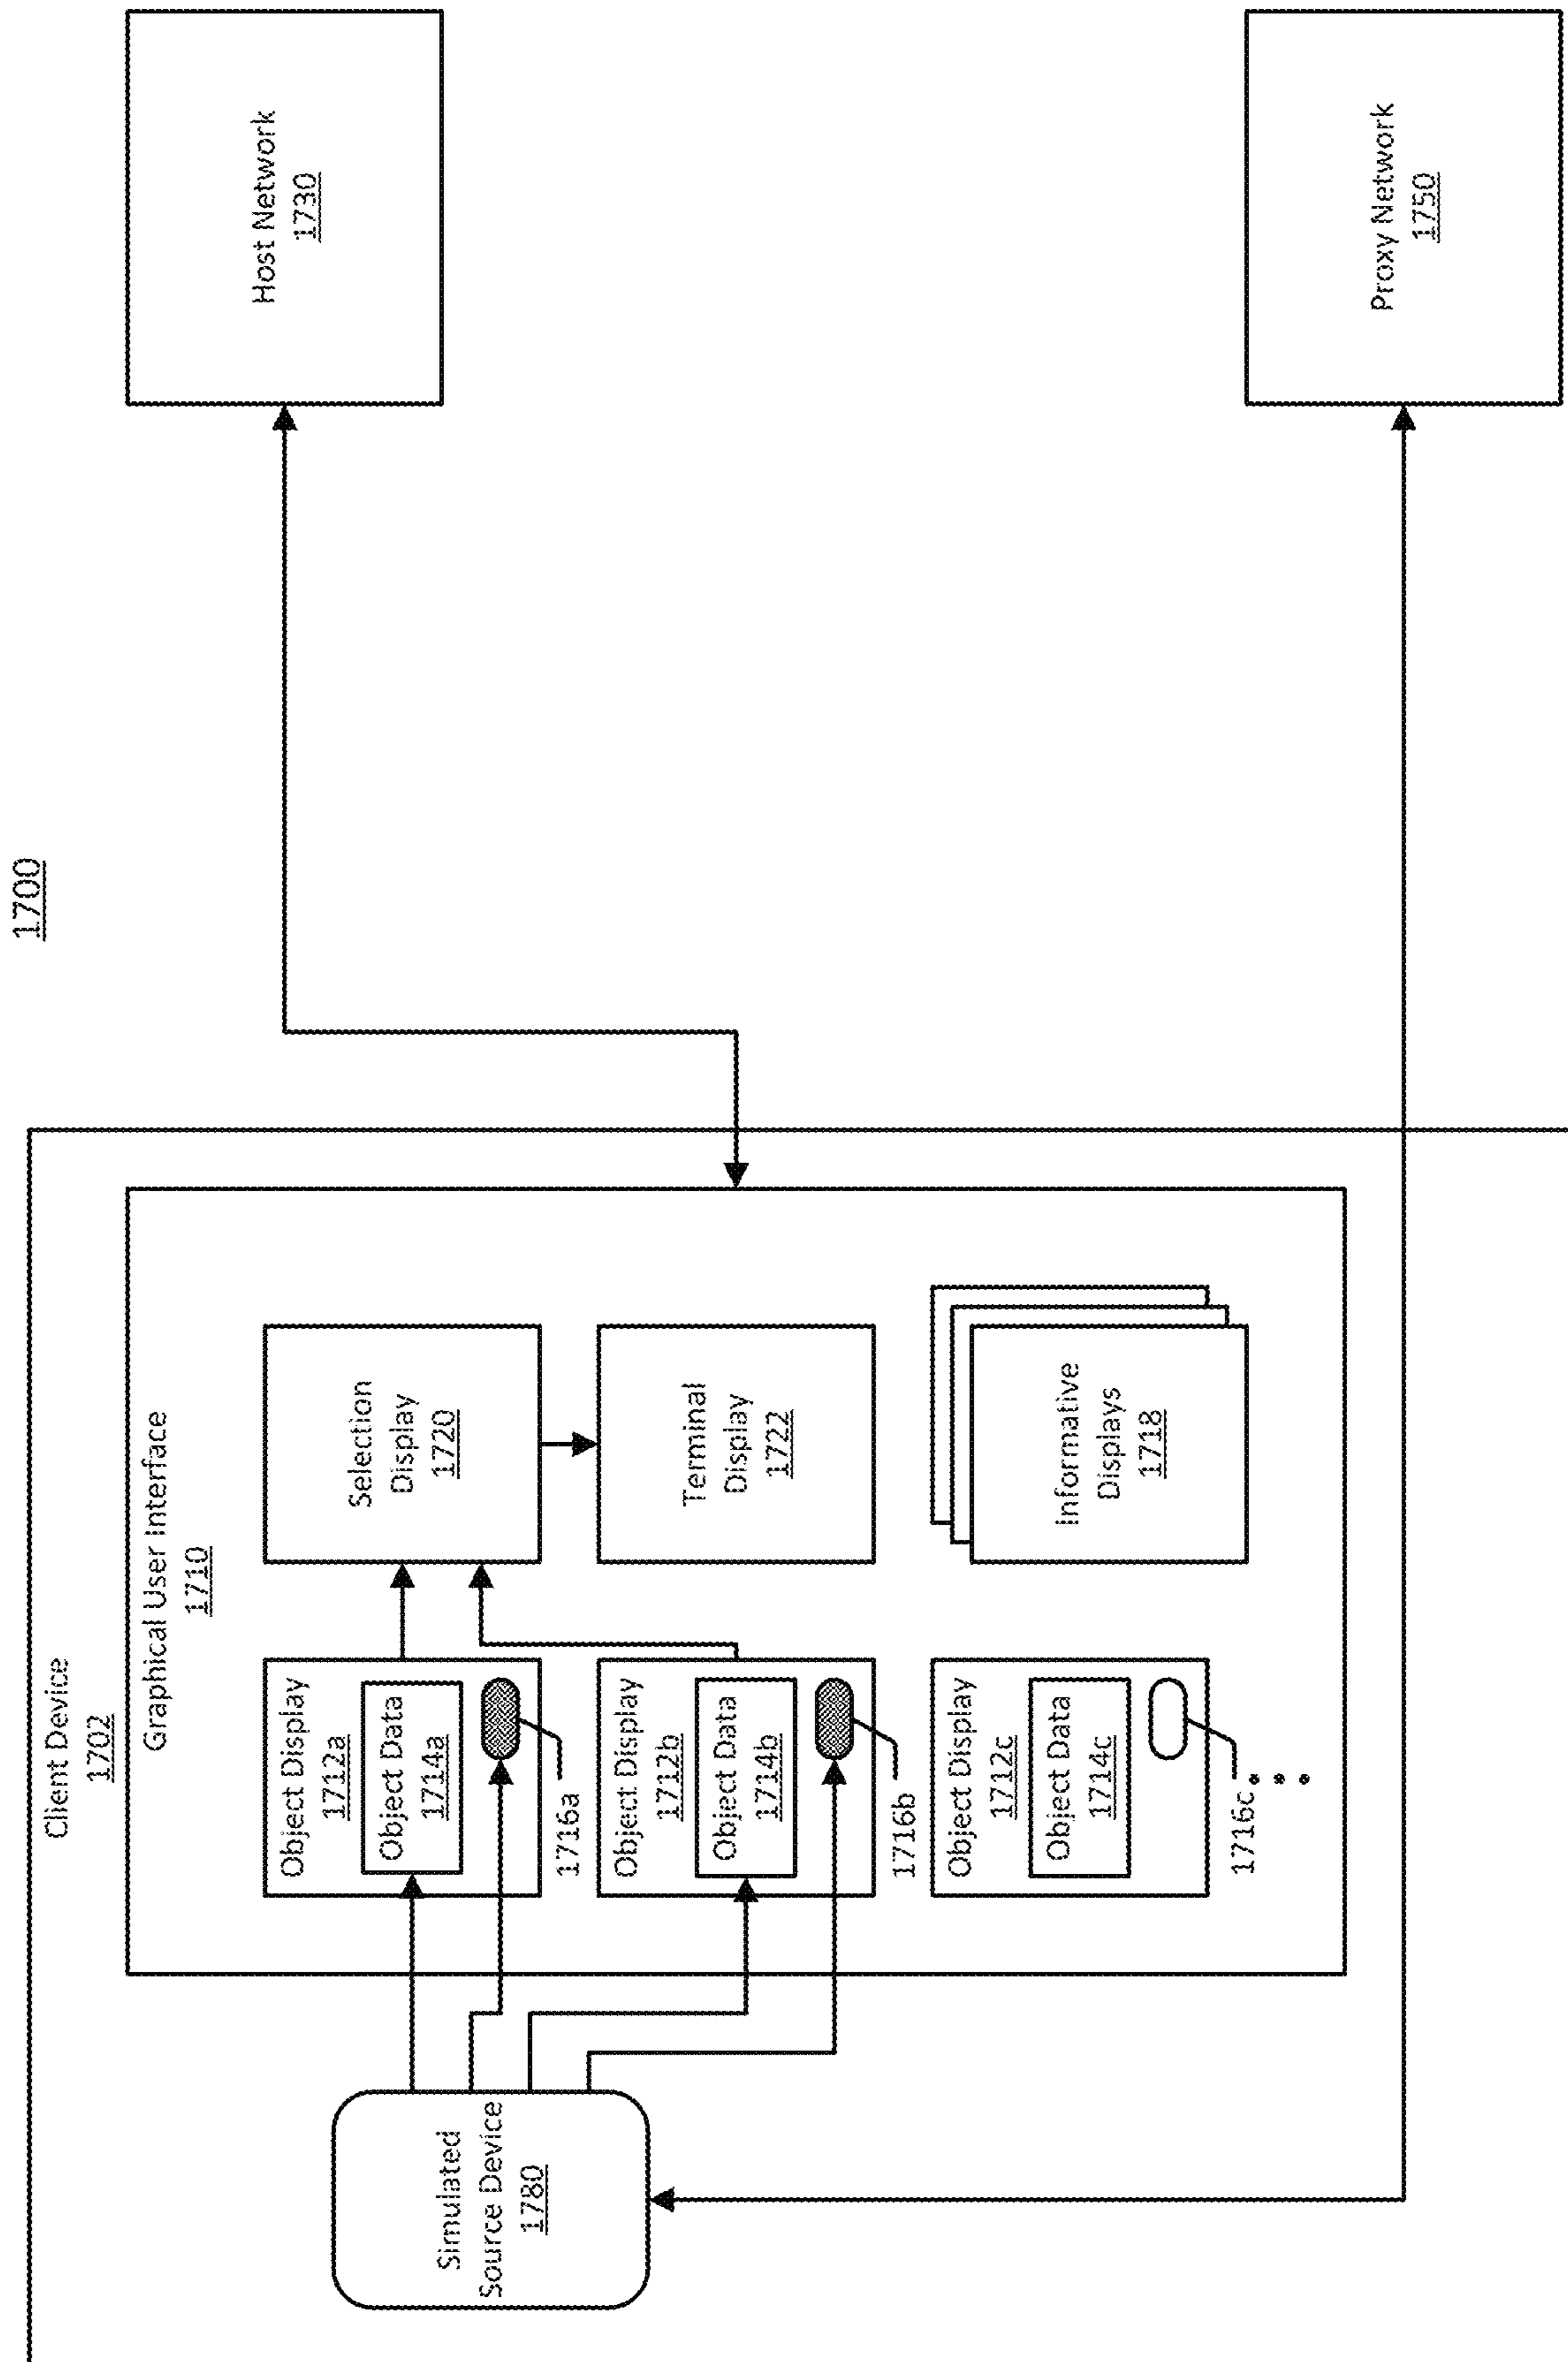 1700
Client Device
1702
Graphical User Interface
1710
Simulated
Source Device
1780
Object Display
1712a
Object Data
1714a
1716a
Object Display
1712b
Object Data
1714b
1716b
Object Display
1712c
Object Data
1714c
1716c
Selection
Display
1720
Terminal
Display
1722
Informative
Displays
1718
Host Network
1730
Proxy Network
1750